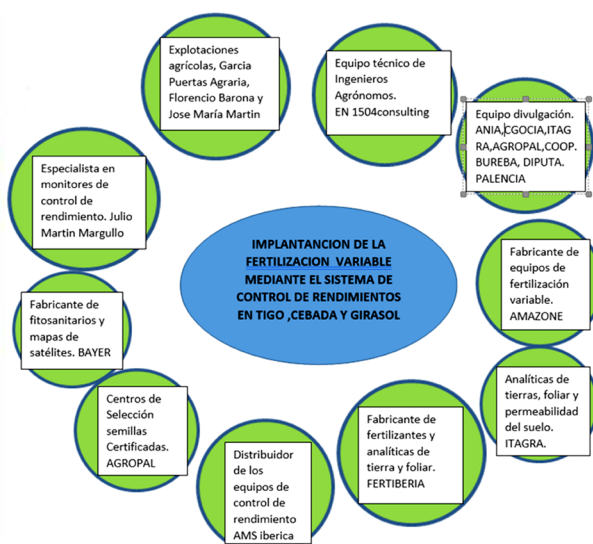 Explotaciones
agrícolas, Garcia
Puertas Agraria,
Florencio Barona y
Jose María Martin
Equipo técnico de
Ingenieros
Agrónomos.
EN 1504consulting
Equipo divulgación.
ANIA,CGOCIA,ITAG
RA,AGROPAL,COOP.
BUREBA, DIPUTA.
PALENCIA
Especialista en
monitores de
control de
rendimiento. Julio
Martin Margullo
IMPLANTANCION DE LA
FERTILIZACION VARIABLE
MEDIANTE EL SISTEMA DE
CONTROL DE RENDIMIENTOS
EN TIGO ,CEBADA Y GIRASOL
Fabricante de
equipos de
fertilización
variable.
AMAZONE
Fabricante de
fitosanitarios y
mapas de
satélites. BAYER
Analíticas de
tierras, foliar y
permeabilidad
del suelo.
ITAGRA.
Centros de
Selección
semillas
Certificadas.
AGROPAL
Fabricante de
fertilizantes y
analíticas de
tierra y foliar.
FERTIBERIA
Distribuidor
de los
equipos de
control de
rendimiento
AMS iberica